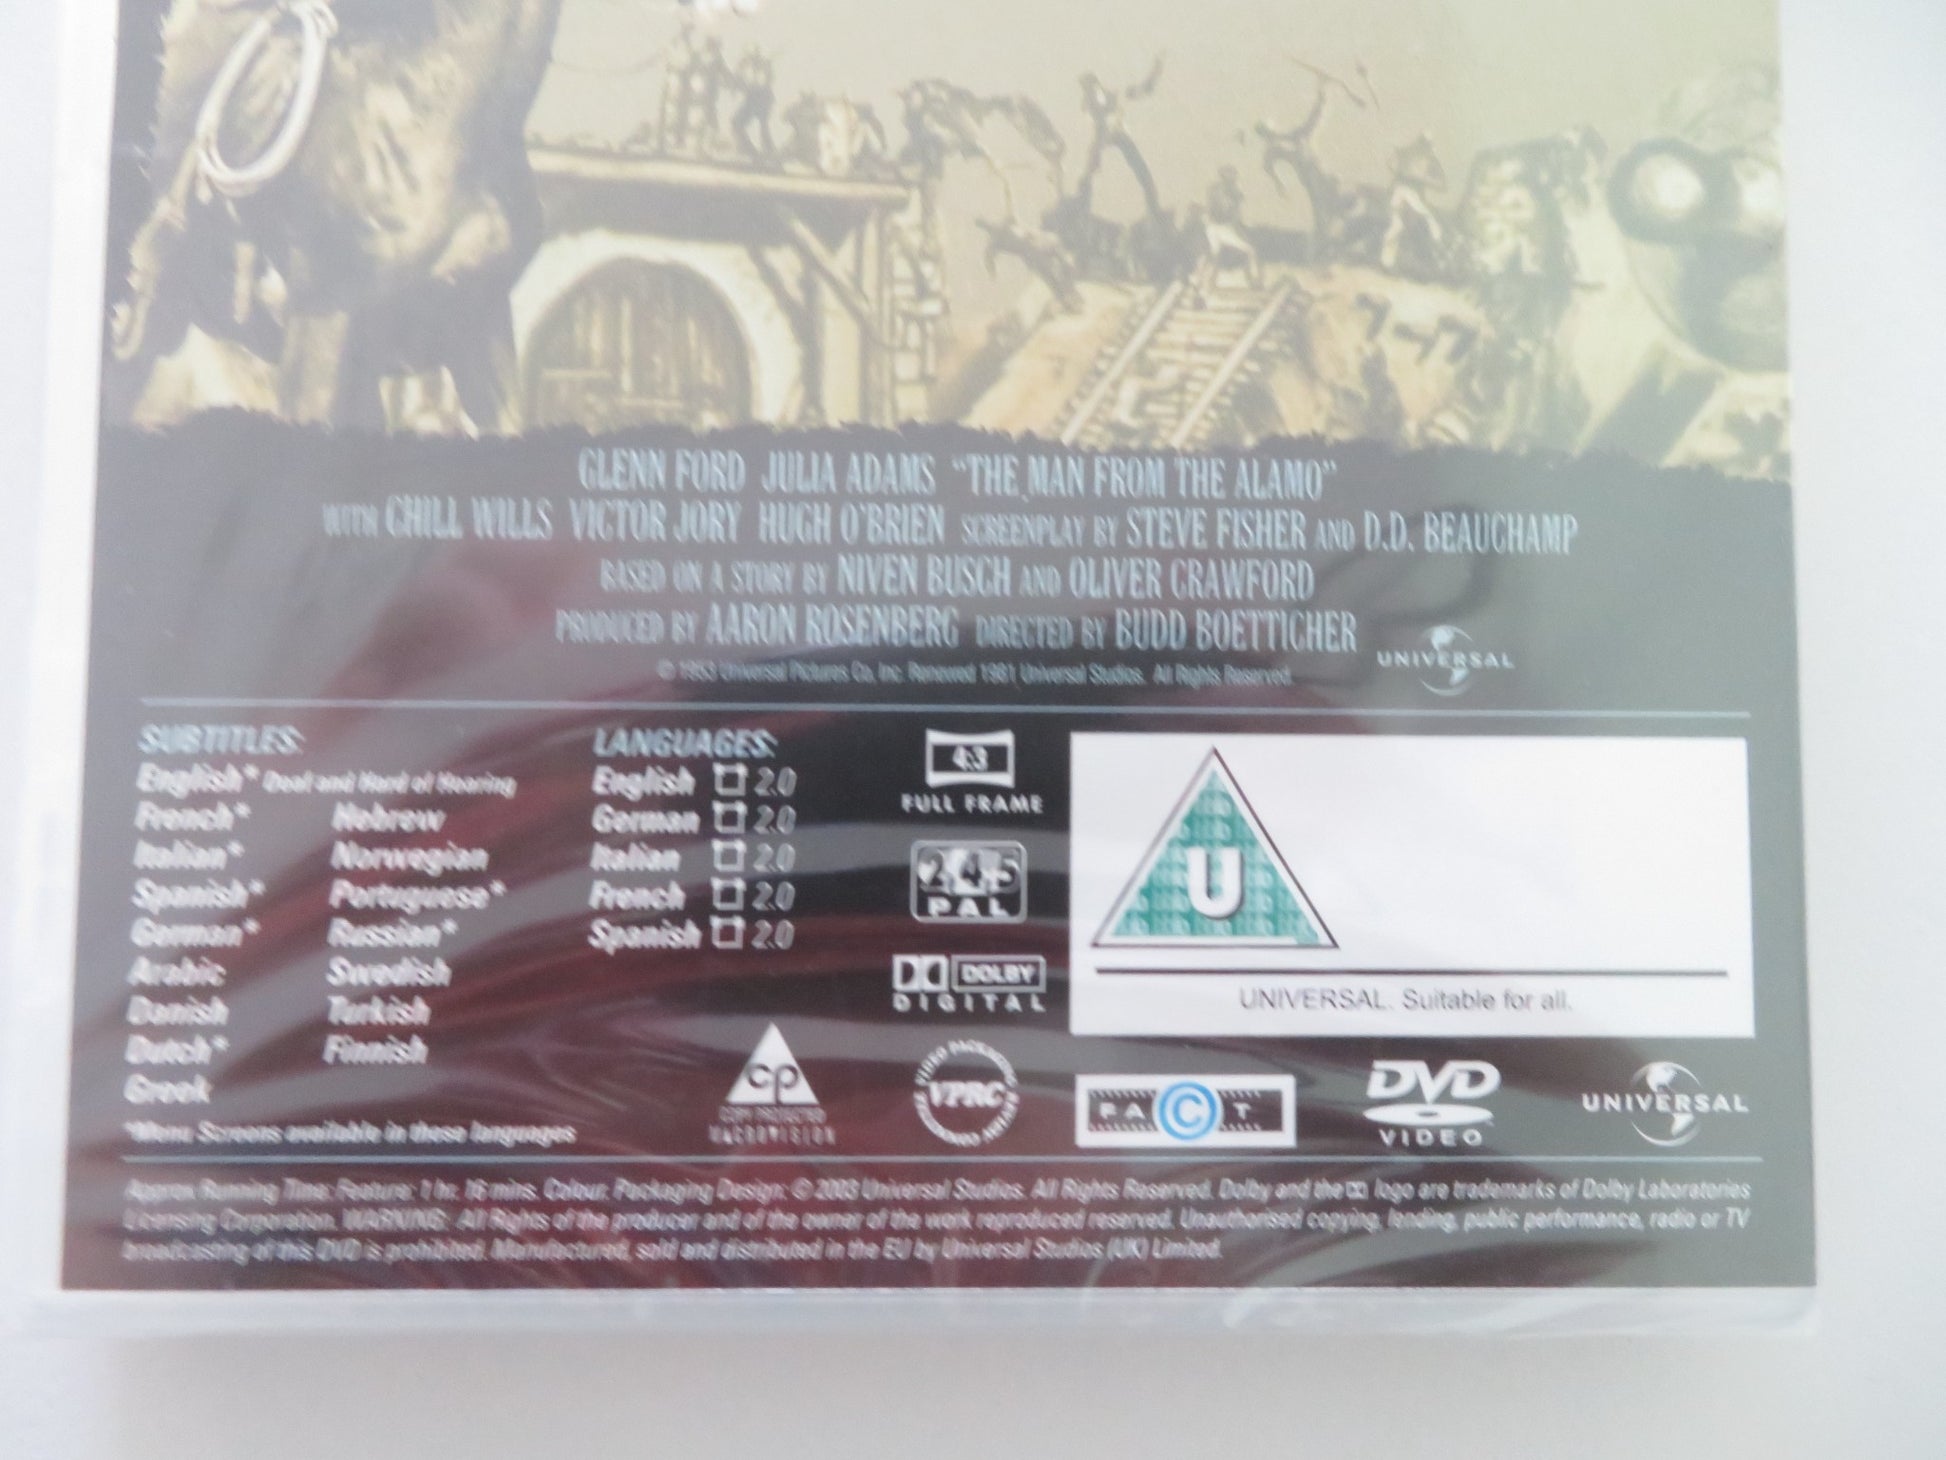 GLENN FORD JULIA ADAMS "THE MAN FROM THE ALAMO"
WITH CHILL WILLS VICTOR JORY HUGH O'BRIEN SCREENPLAY BY STEVE FISHER AND D.D. BEAUCHAMP
BASED ON A STORY BY NIVEN BUSCH AND OLIVER CRAWFORD
PRODUCED BY AARON ROSENBERG DIRECTED BY BUDD BOETTICHER
© 1953 Universal Pictures Co., Inc. Renewed 1981 Universal Studios. All Rights Reserved.
UNIVERSAL
SUBTITLES:
English* Deaf and Hard of Hearing
French*
Italian*
Spanish*
German*
Arabic
Danish
Dutch*
Greek
Hebrew
Norwegian
Portuguese*
Russian*
Swedish
Turkish
Finnish
*Menu Screens available in these languages
LANGUAGES:
English 2.0
German 2.0
Italian 2.0
French 2.0
Spanish 2.0
4:3
FULL FRAME
2 4 5
PAL
DOLBY
DIGITAL
U
UNIVERSAL. Suitable for all.
CP
COPY PROTECTED
MACROVISION
VPRC
FACT
DVD
VIDEO
UNIVERSAL
Approx. Running Time: Feature: 1 hr. 16 mins. Colour. Packaging Design: © 2003 Universal Studios. All Rights Reserved. Dolby and the logo are trademarks of Dolby Laboratories
Licensing Corporation. WARNING: All Rights of the producer and of the owner of the work reproduced reserved. Unauthorised copying, lending, public performance, radio or TV
broadcasting of this DVD is prohibited. Manufactured, sold and distributed in the EU by Universal Studios (UK) Limited.